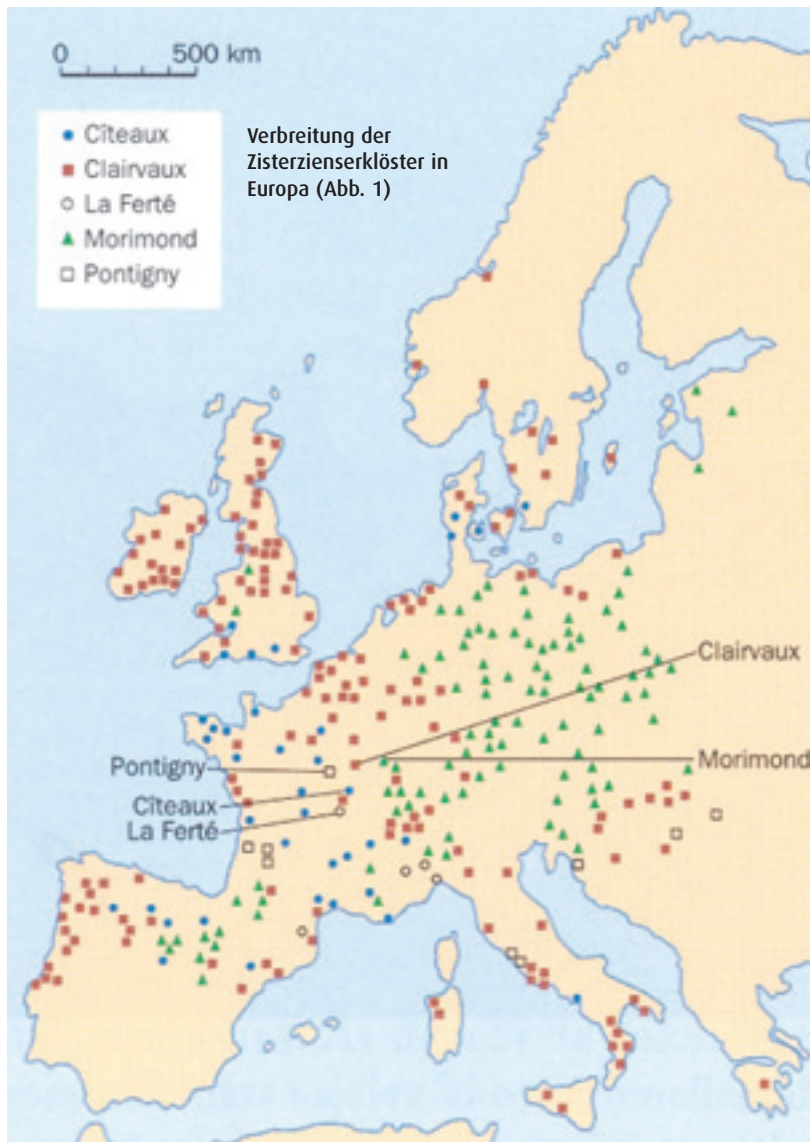 0 500 km
Cîteaux
Clairvaux
La Ferté
Morimond
Pontigny
Verbreitung der
Zisterzienserklöster in
Europa (Abb. 1)
Clairvaux
Morimond
Pontigny
Cîteaux
La Ferté